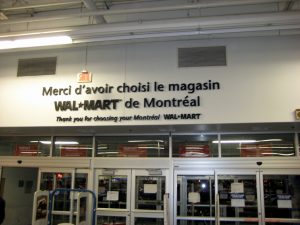 Merci d'avoir choisi le magasin
WAL★MART de Montréal
Thank you for choosing your Montréal WAL★MART